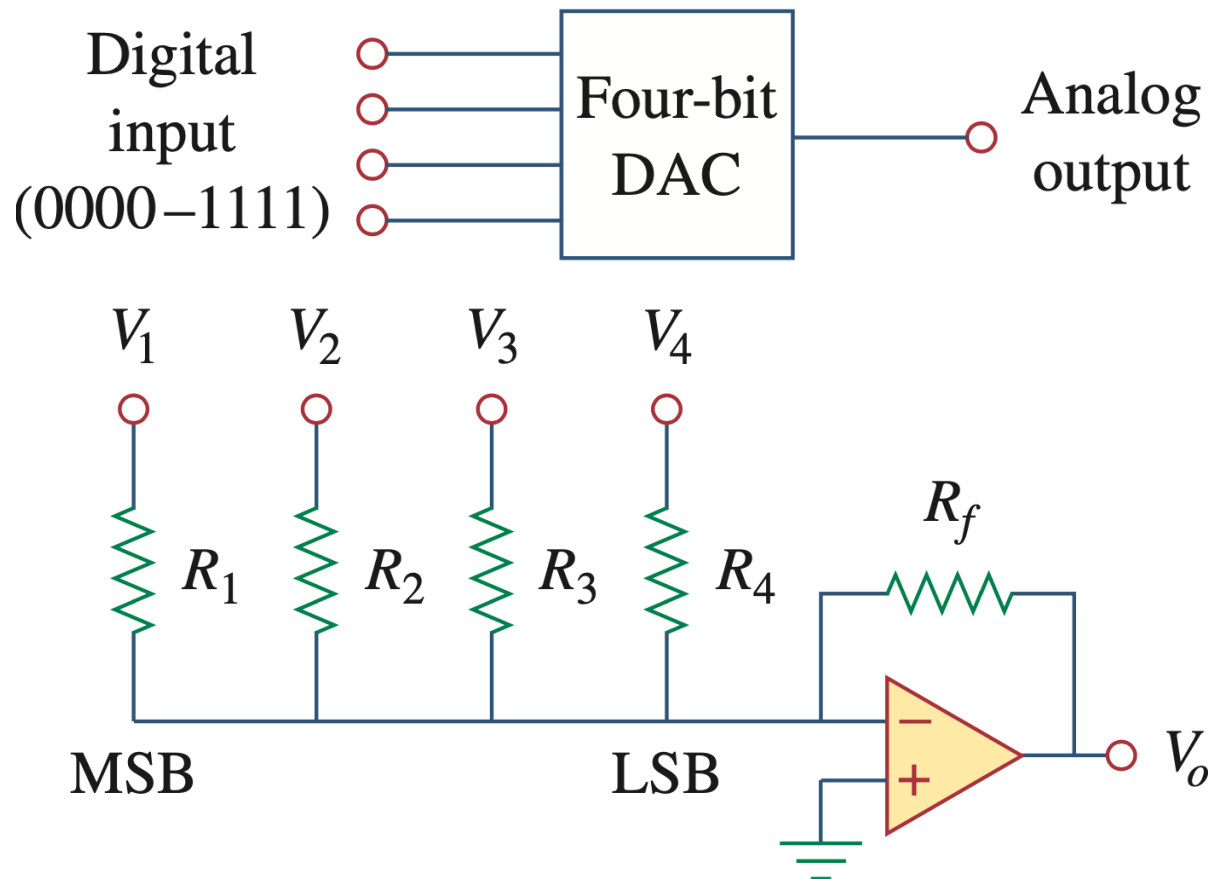 Digital
input
(0000–1111)
Four-bit
DAC
Analog
output
V1 V2 V3 V4
R1 R2 R3 R4
Rf
−
+
MSB LSB
Vo